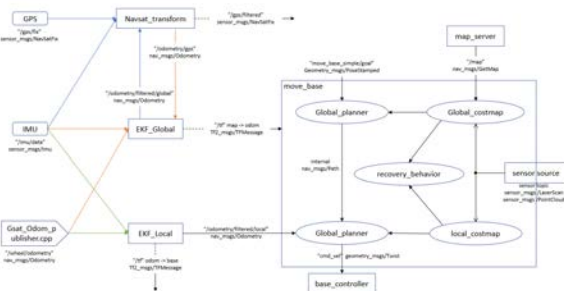 GPS
"/gps/fix"
sensor_msgs/NavSatFix
Navsat_transform
"/gps/filtered"
sensor_msgs/NavSatFix
"/odometry/gps"
nav_msgs/Odometry
"/odometry/filtered/global"
nav_msgs/Odometry
IMU
"/imu/data"
sensor_msgs/Imu
EKF_Global
"/tf" map -> odom
Tf2_msgs/TFMessage
Gsat_Odom_p
ublisher.cpp
"/wheel/odometry"
nav_msgs/Odometry
EKF_Local
"/odometry/filtered/local"
nav_msgs/Odometry
"/tf" odom -> base
Tf2_msgs/TFMessage
map_server
"/map"
nav_msgs/GetMap
"move_base_simple/goal"
Geometry_msgs/PoseStamped
move_base
Global_planner
Global_costmap
internal
nav_msgs/Path
recovery_behavior
sensor source
sensor topic
sensor_msgs/LaserScan
sensor_msgs/PointCloud
Global_planner
local_costmap
"cmd_vel" geometry_msgs/Twist
base_controller